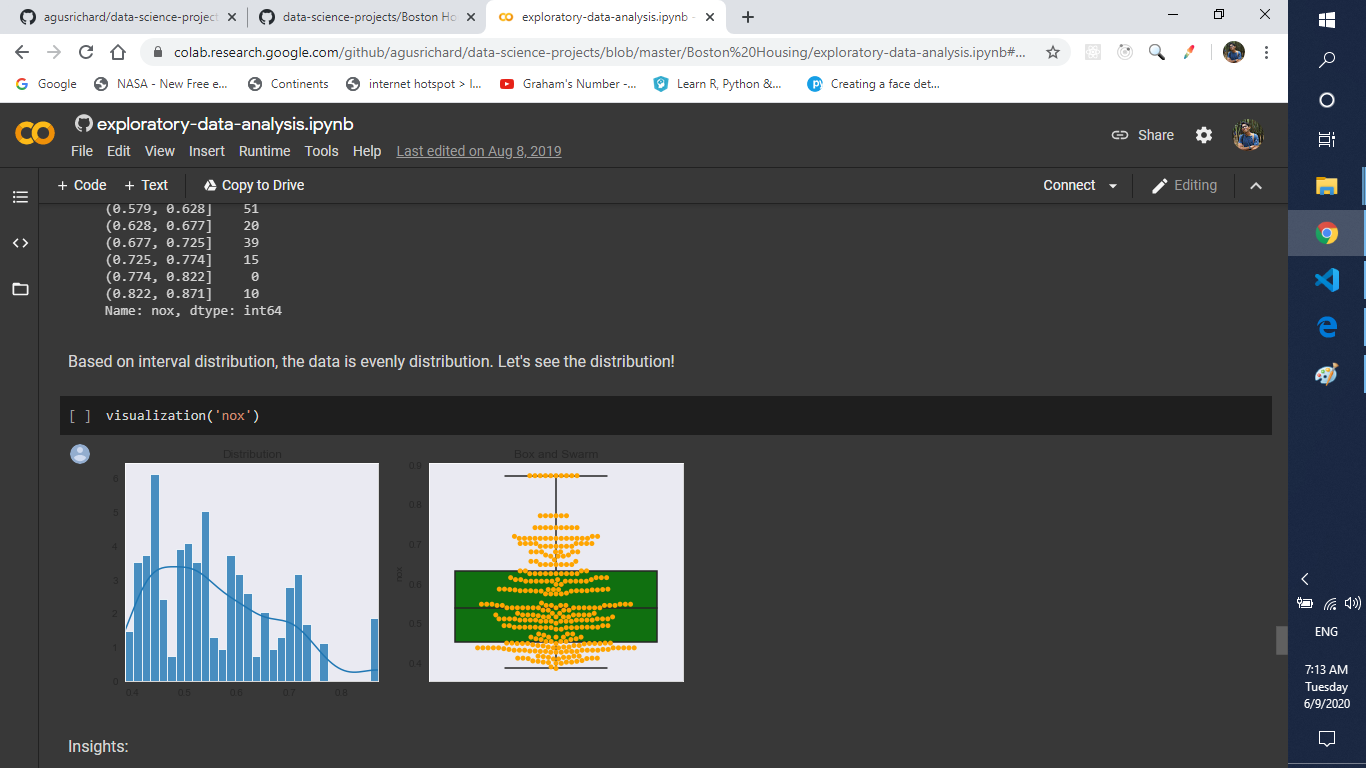 agusrichard/data-science-project
data-science-projects/Boston Ho
exploratory-data-analysis.ipynb -
colab.research.google.com/github/agusrichard/data-science-projects/blob/master/Boston%20Housing/exploratory-data-analysis.ipynb#...
Google
NASA - New Free e...
Continents
internet hotspot > I...
Graham's Number -...
Learn R, Python &...
Creating a face det...
exploratory-data-analysis.ipynb
Share
File Edit View Insert Runtime Tools Help Last edited on Aug 8, 2019
+ Code + Text Copy to Drive
Connect
Editing
(0.579, 0.628] 51
(0.628, 0.677] 20
(0.677, 0.725] 39
(0.725, 0.774] 15
(0.774, 0.822] 0
(0.822, 0.871] 10
Name: nox, dtype: int64
Based on interval distribution, the data is evenly distribution. Let's see the distribution!
[ ] visualization('nox')
Distribution
6
5
4
3
2
1
0
0.4 0.5 0.6 0.7 0.8
Box and Swarm
0.9
0.8
0.7
0.6
0.5
0.4
nox
Insights:
ENG
7:13 AM
Tuesday
6/9/2020